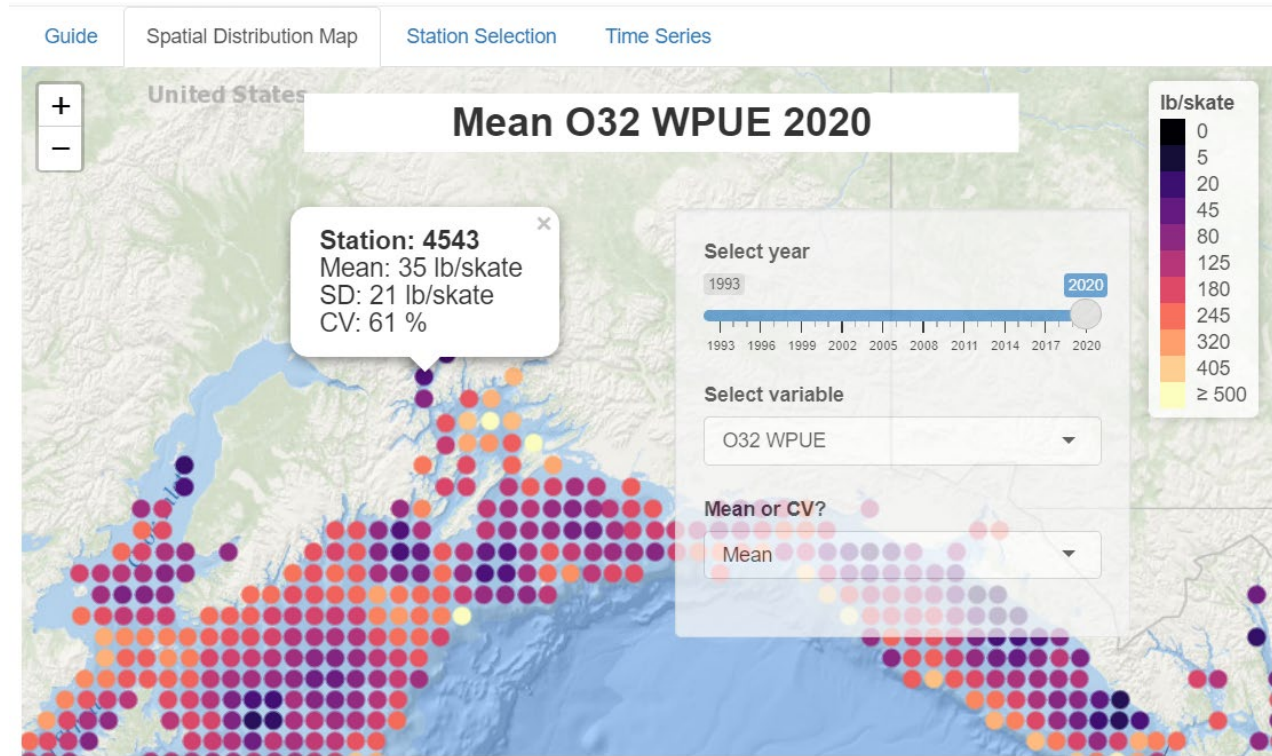 Guide Spatial Distribution Map Station Selection Time Series
+
−
United States
Mean O32 WPUE 2020
lb/skate
0
5
20
45
80
125
180
245
320
405
≥ 500
×
Station: 4543
Mean: 35 lb/skate
SD: 21 lb/skate
CV: 61 %
Select year
1993 2020
1993 1996 1999 2002 2005 2008 2011 2014 2017 2020
Select variable
O32 WPUE
Mean or CV?
Mean